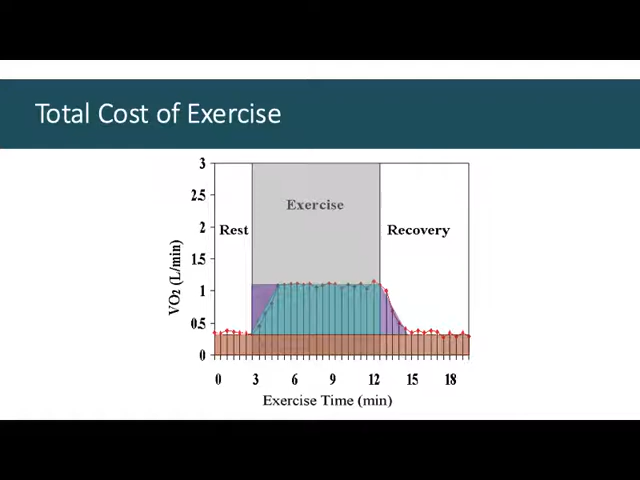 Total Cost of Exercise
3
2.5
2
1.5
1
0.5
0
VO2 (L/min)
Rest
Exercise
Recovery
0 3 6 9 12 15 18
Exercise Time (min)